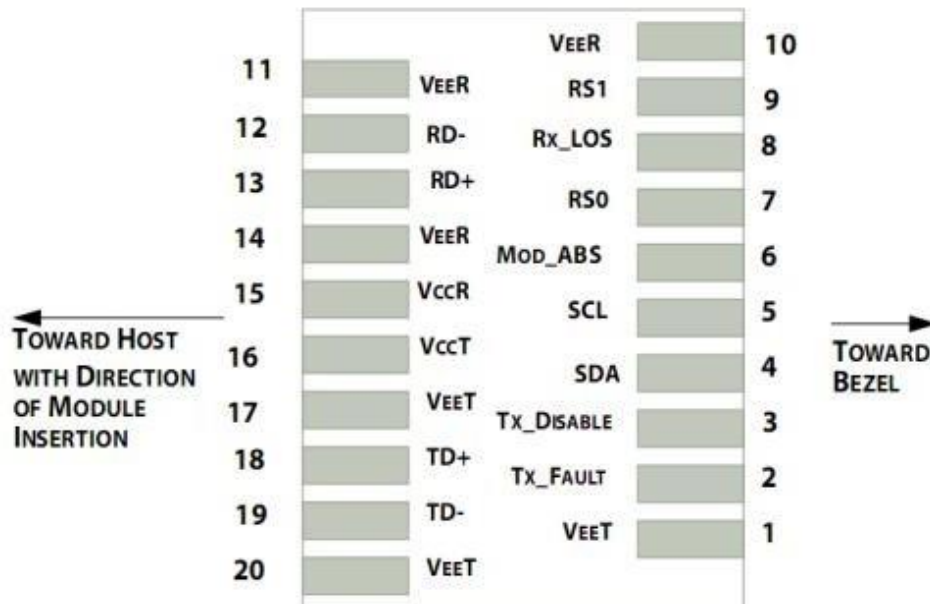 VEER 10
11 VEER
RS1 9
12 RD-
RX_LOS 8
13 RD+
RS0 7
14 VEER
MOD_ABS 6
15 VCCR
SCL 5
16 VCCT
SDA 4
17 VEET
TX_DISABLE 3
18 TD+
TX_FAULT 2
19 TD-
VEET 1
20 VEET
TOWARD HOST
WITH DIRECTION
OF MODULE
INSERTION
TOWARD
BEZEL